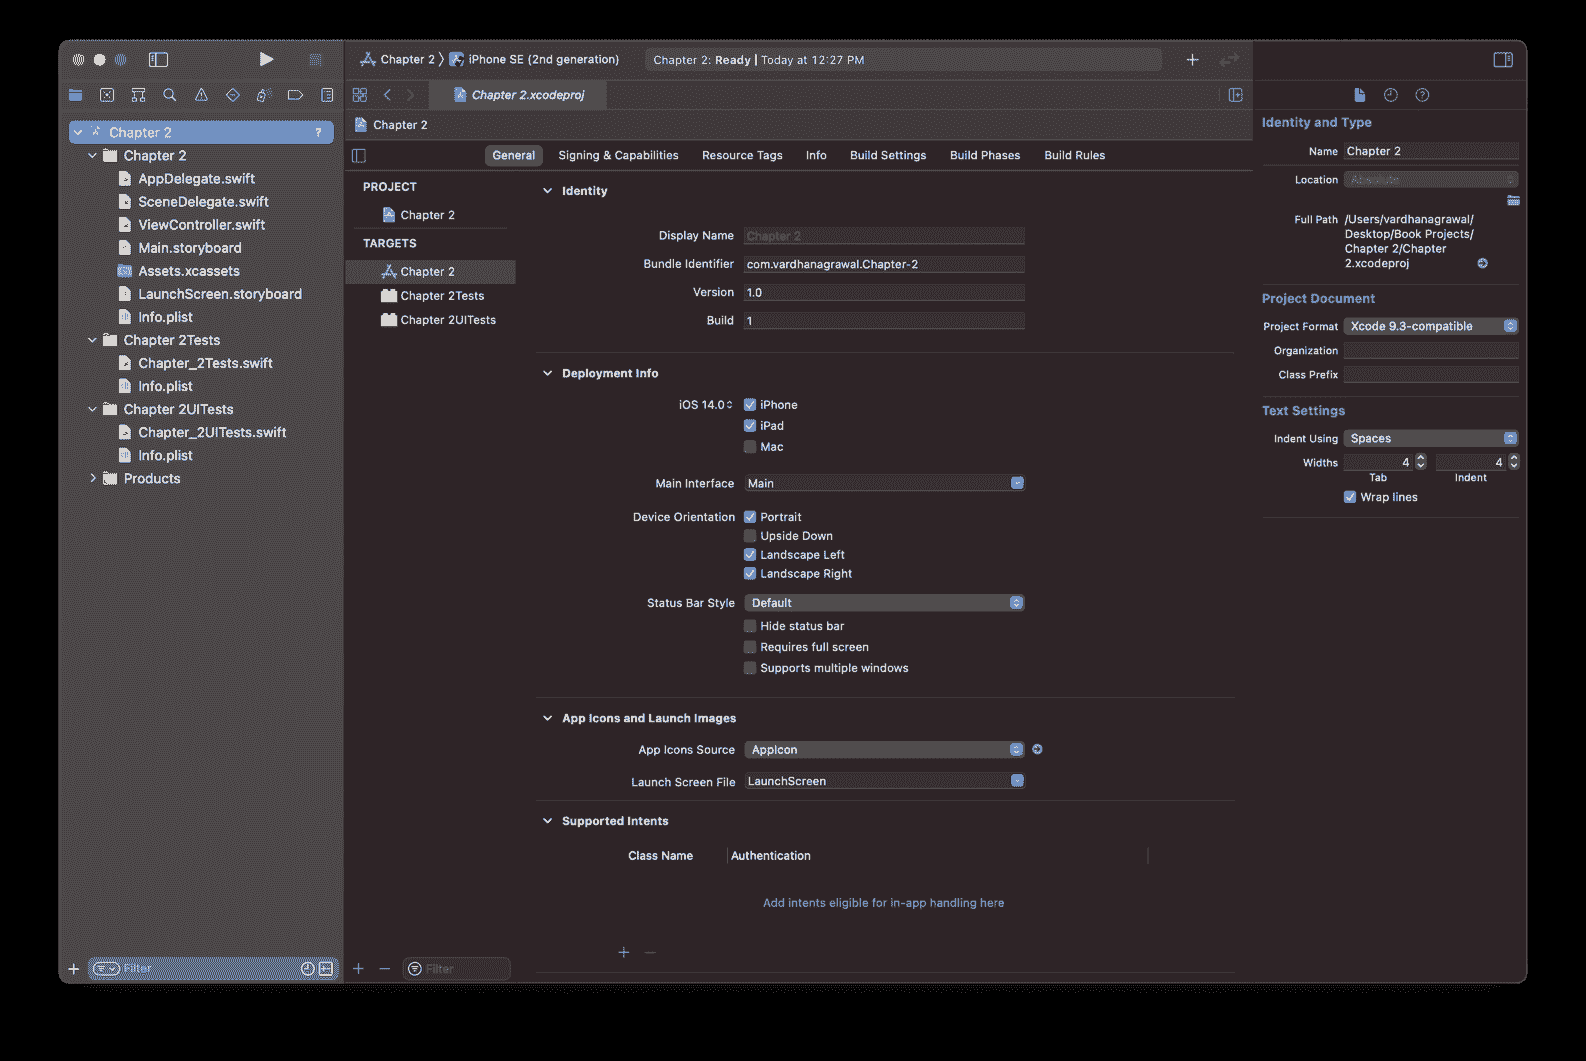 Chapter 2 〉 iPhone SE (2nd generation)
Chapter 2: Ready | Today at 12:27 PM
Chapter 2.xcodeproj
Chapter 2
Chapter 2 ?
Chapter 2
AppDelegate.swift
SceneDelegate.swift
ViewController.swift
Main.storyboard
Assets.xcassets
LaunchScreen.storyboard
Info.plist
Chapter 2Tests
Chapter_2Tests.swift
Info.plist
Chapter 2UITests
Chapter_2UITests.swift
Info.plist
Products
Filter
General Signing & Capabilities Resource Tags Info Build Settings Build Phases Build Rules
PROJECT
Chapter 2
TARGETS
Chapter 2
Chapter 2Tests
Chapter 2UITests
Filter
Identity
Display Name Chapter 2
Bundle Identifier com.vardhanagrawal.Chapter-2
Version 1.0
Build 1
Deployment Info
iOS 14.0 iPhone
iPad
Mac
Main Interface Main
Device Orientation Portrait
Upside Down
Landscape Left
Landscape Right
Status Bar Style Default
Hide status bar
Requires full screen
Supports multiple windows
App Icons and Launch Images
App Icons Source AppIcon
Launch Screen File LaunchScreen
Supported Intents
Class Name Authentication
Add intents eligible for in-app handling here
Identity and Type
Name Chapter 2
Location Absolute
Full Path /Users/vardhanagrawal/
Desktop/Book Projects/
Chapter 2/Chapter
2.xcodeproj
Project Document
Project Format Xcode 9.3-compatible
Organization
Class Prefix
Text Settings
Indent Using Spaces
Widths 4 4
Tab Indent
Wrap lines